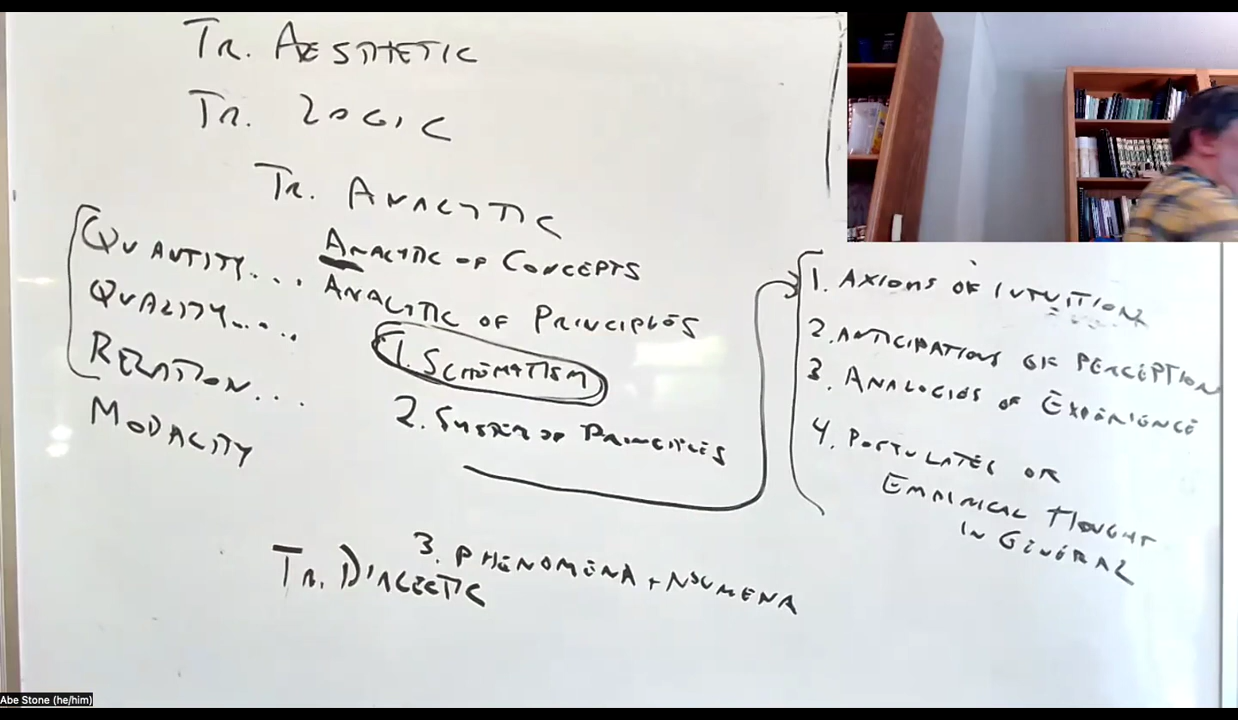 TR. AESTHETIC
TR. LOGIC
TR. ANALYTIC
QUANTITY...
QUALITY.....
RELATION...
MODALITY
ANALYTIC OF CONCEPTS
ANALYTIC OF PRINCIPLES
1. SCHEMATISM
2. SYSTEM OF PRINCIPLES
3. PHENOMENA + NOUMENA
TR. DIALECTIC
1. AXIOMS OF INTUITION
2. ANTICIPATIONS OF PERCEPTION
3. ANALOGIES OF EXPERIENCE
4. POSTULATES OF
EMPIRICAL THOUGHT
IN GENERAL
Abe Stone (he/him)